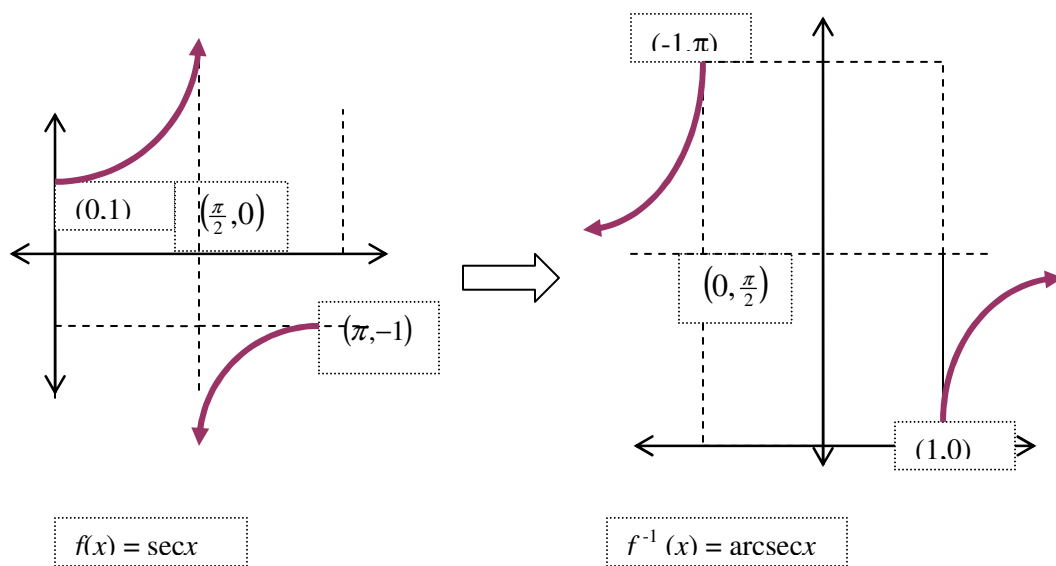 (-1,π)
(0,1)
(π/2,0)
(0,π/2)
(π,−1)
(1,0)
f(x) = secx
f⁻¹ (x) = arcsecx